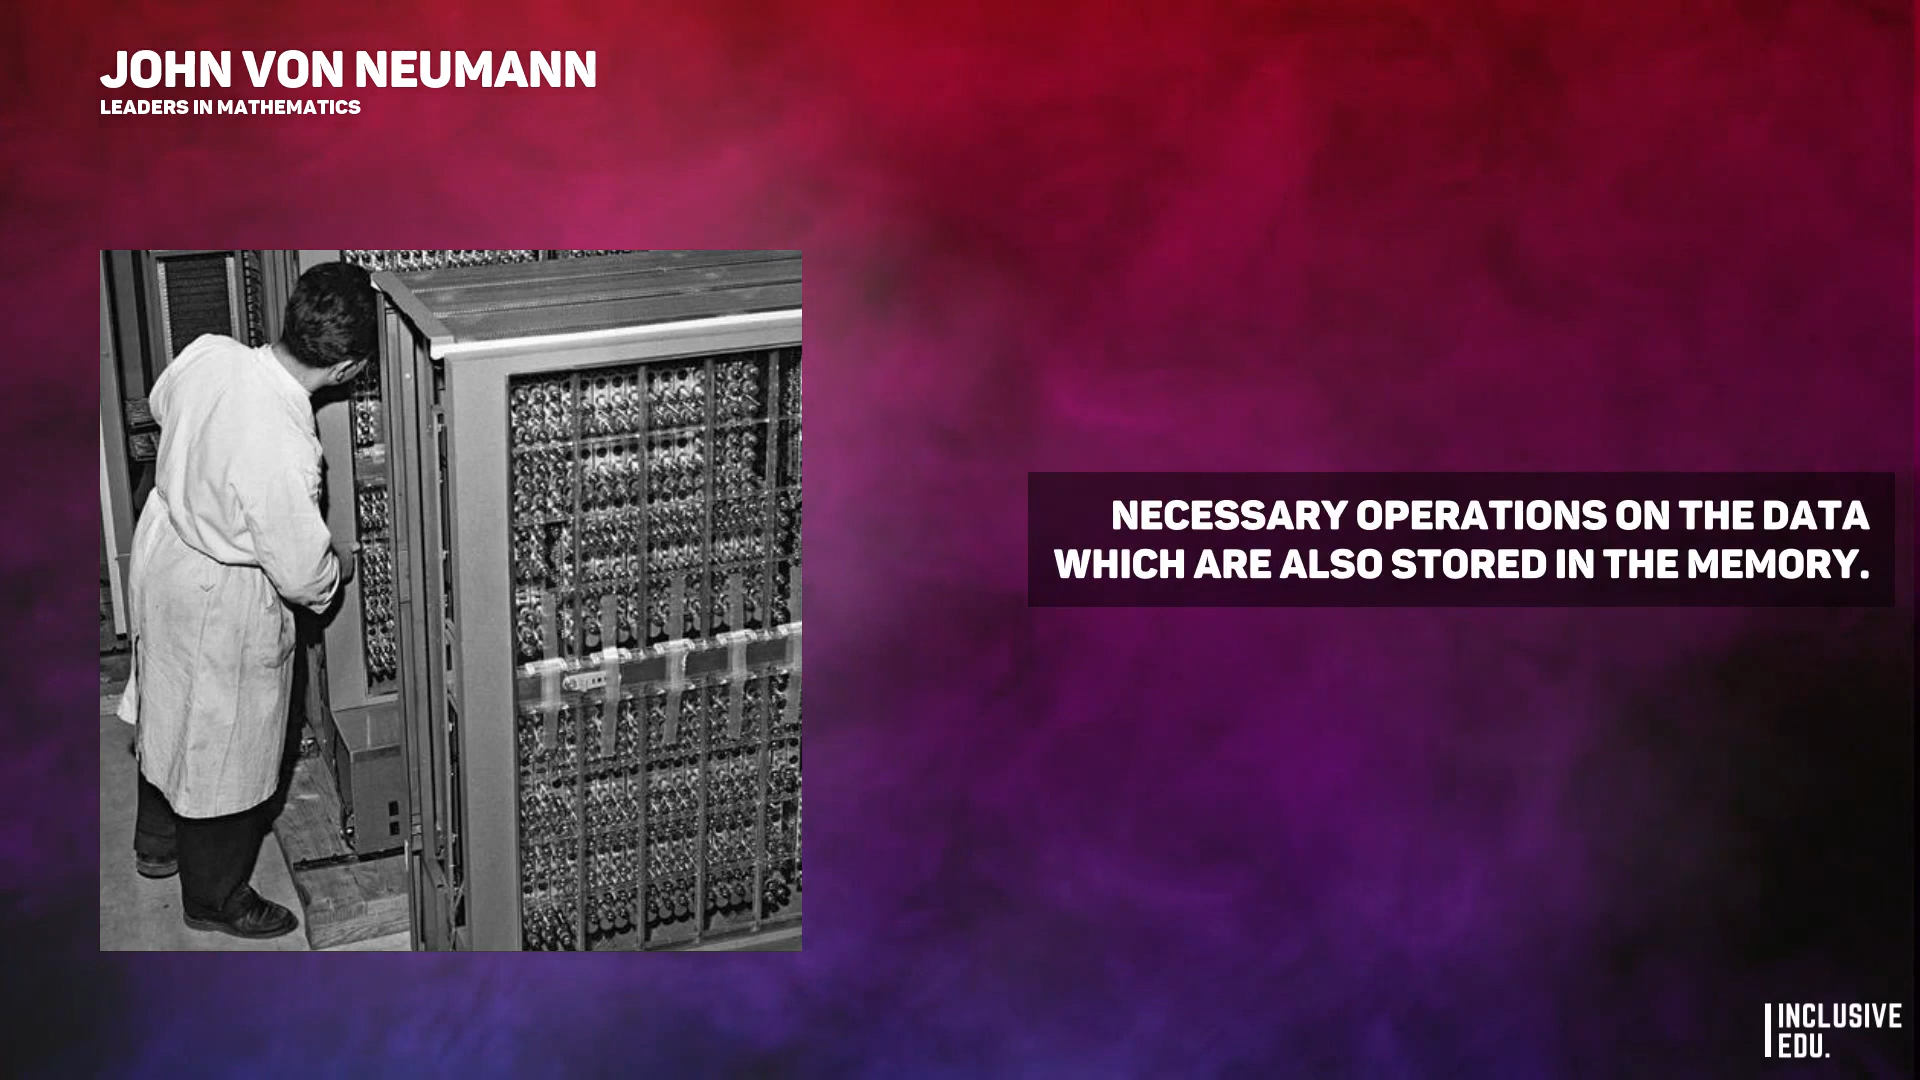 JOHN VON NEUMANN
LEADERS IN MATHEMATICS
NECESSARY OPERATIONS ON THE DATA
WHICH ARE ALSO STORED IN THE MEMORY.
INCLUSIVE
EDU.